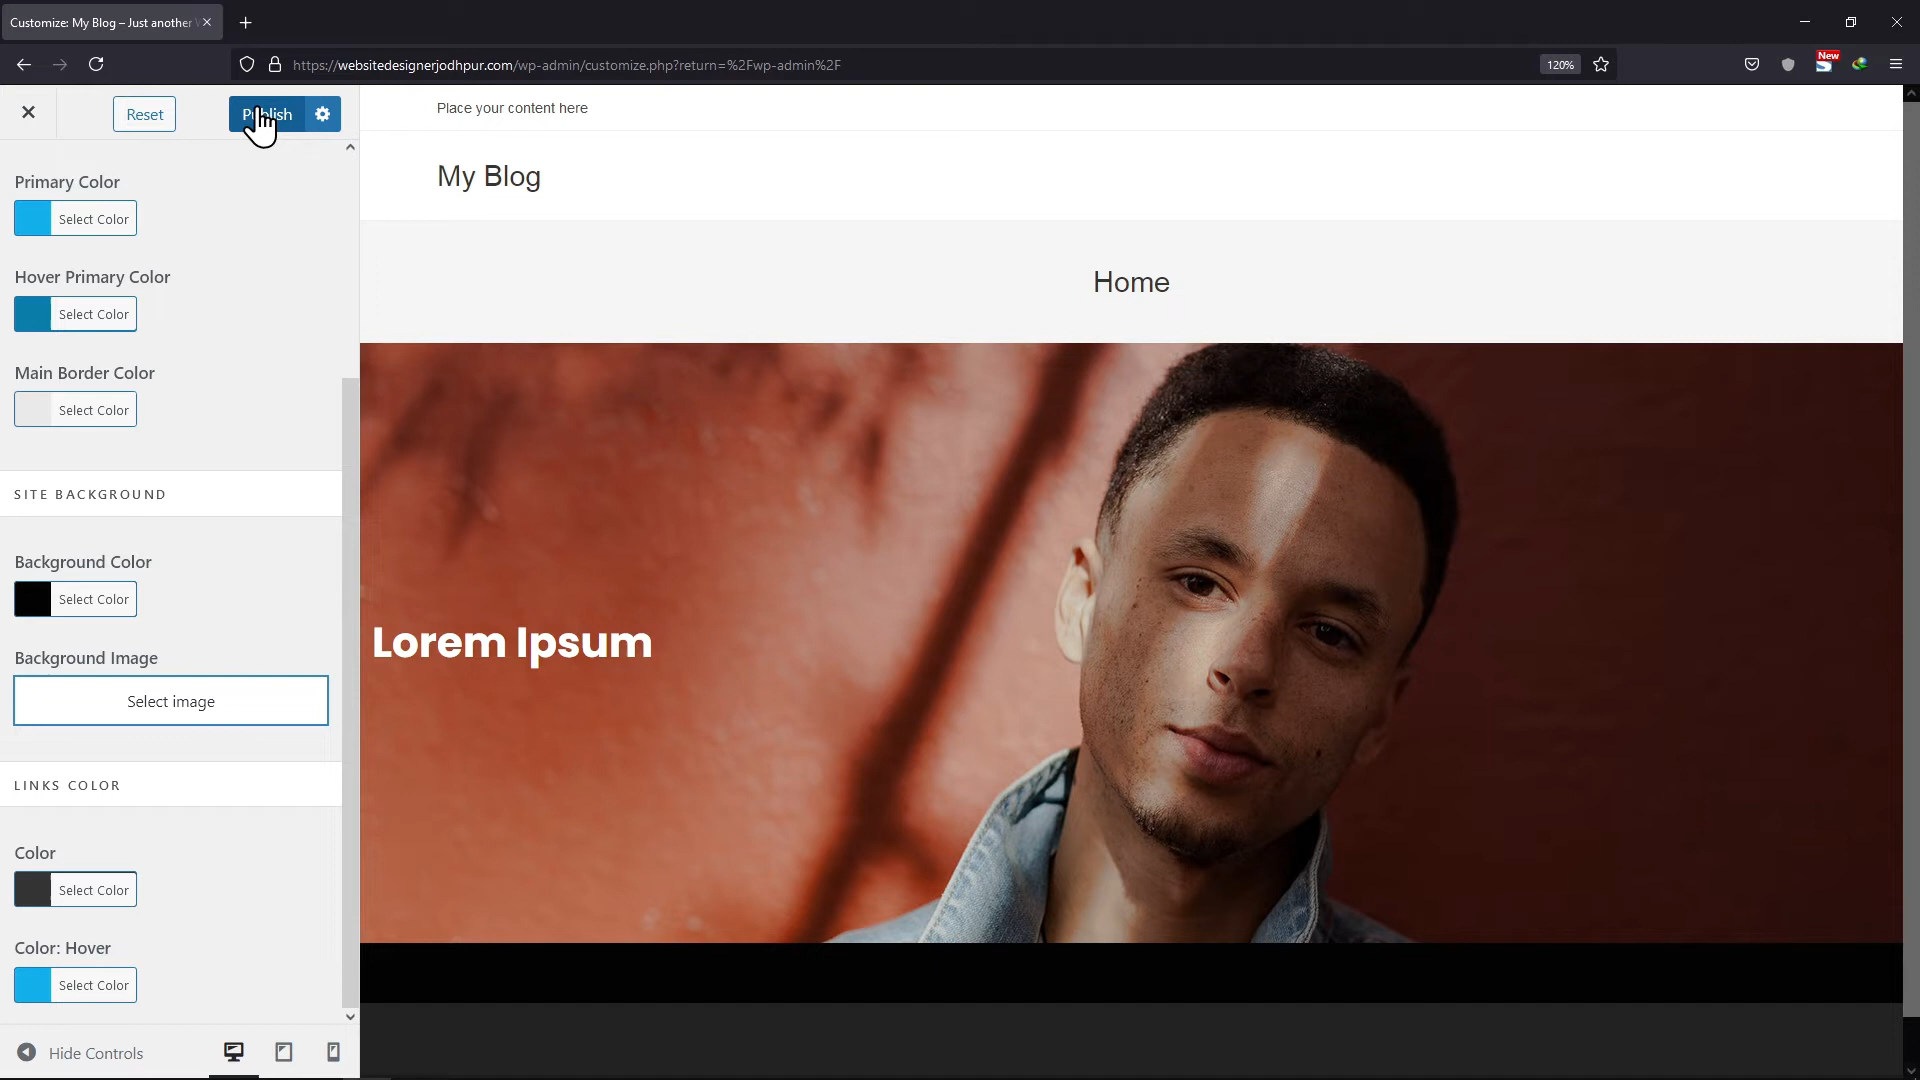 Customize: My Blog – Just another W
https://websitedesignerjodhpur.com/wp-admin/customize.php?return=%2Fwp-admin%2F
120%
New
Reset
Publish
Place your content here
My Blog
Home
Primary Color
Select Color
Hover Primary Color
Select Color
Main Border Color
Select Color
SITE BACKGROUND
Background Color
Select Color
Background Image
Select image
LINKS COLOR
Color
Select Color
Color: Hover
Select Color
Hide Controls
Lorem Ipsum